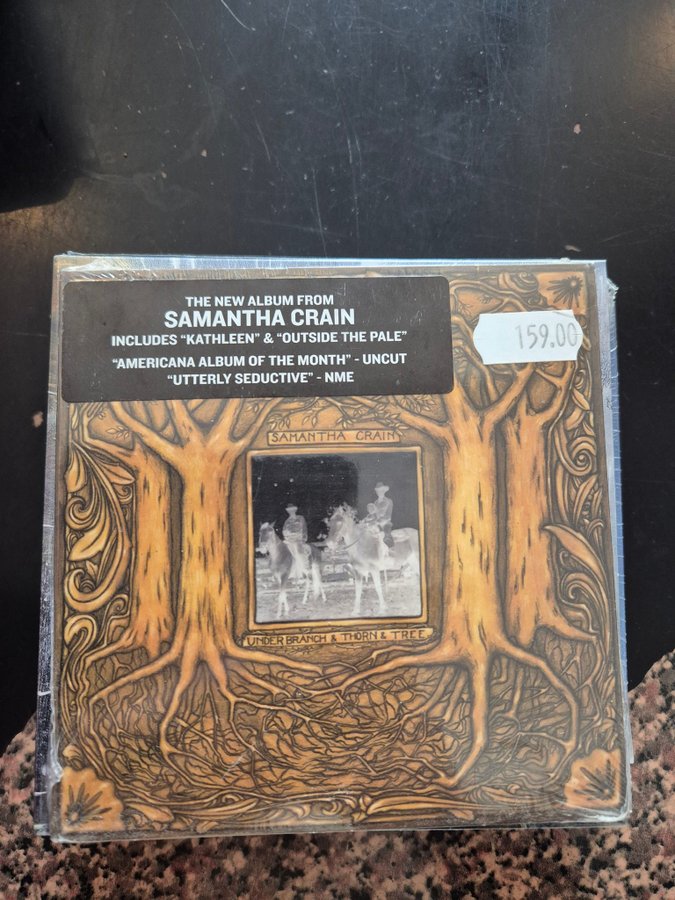 THE NEW ALBUM FROM
SAMANTHA CRAIN
INCLUDES “KATHLEEN” & “OUTSIDE THE PALE”
“AMERICANA ALBUM OF THE MONTH” - UNCUT
“UTTERLY SEDUCTIVE” - NME
159.00
SAMANTHA CRAIN
UNDER BRANCH & THORN & TREE